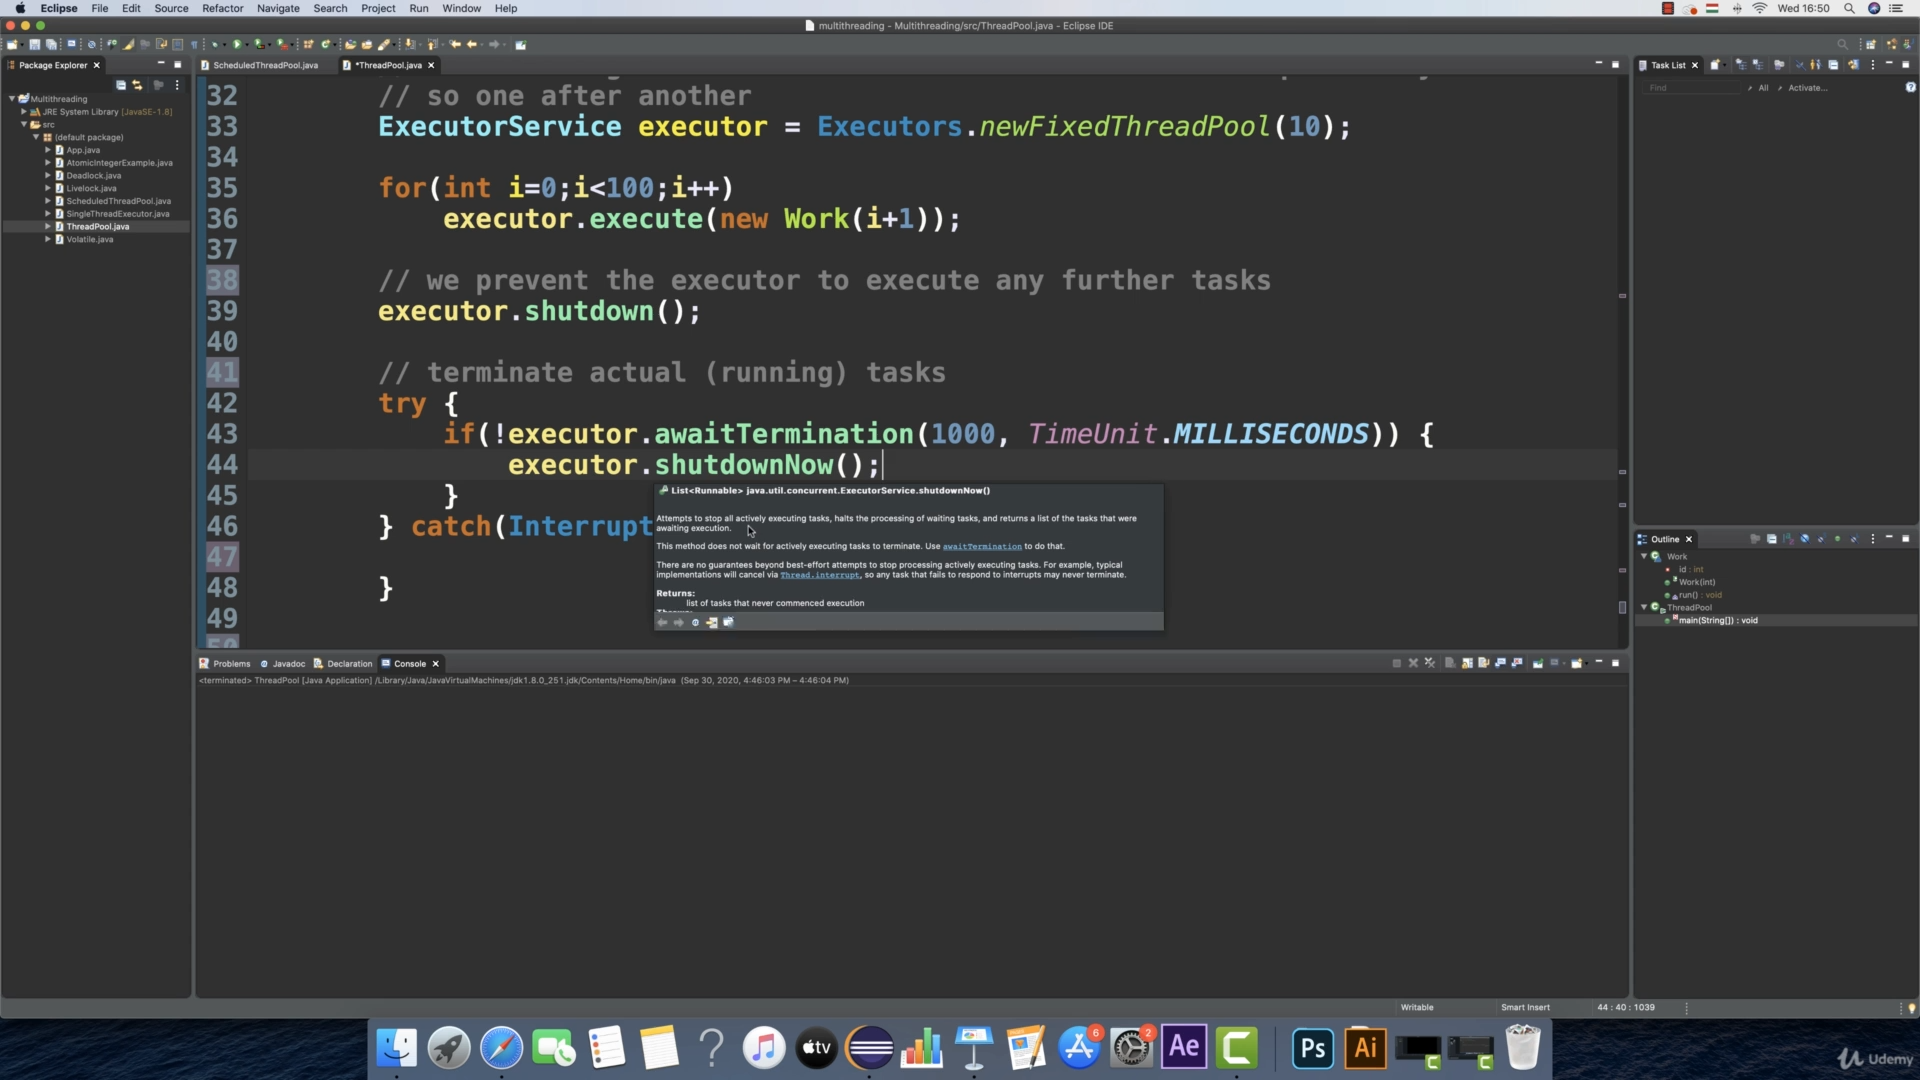 Eclipse File Edit Source Refactor Navigate Search Project Run Window Help
Wed 16:50
multithreading - Multithreading/src/ThreadPool.java - Eclipse IDE
Package Explorer
ScheduledThreadPool.java
*ThreadPool.java
Task List
Find
All
Activate...
Multithreading
JRE System Library [JavaSE-1.8]
src
(default package)
App.java
AtomicIntegerExample.java
Deadlock.java
Livelock.java
ScheduledThreadPool.java
SingleThreadExecutor.java
ThreadPool.java
Volatile.java
32 // so one after another
33 ExecutorService executor = Executors.newFixedThreadPool(10);
34
35 for(int i=0;i<100;i++)
36 executor.execute(new Work(i+1));
37
38 // we prevent the executor to execute any further tasks
39 executor.shutdown();
40
41 // terminate actual (running) tasks
42 try {
43 if(!executor.awaitTermination(1000, TimeUnit.MILLISECONDS)) {
44 executor.shutdownNow();
45 }
46 } catch(Interrupt
47
48 }
49
50
List<Runnable> java.util.concurrent.ExecutorService.shutdownNow()
Attempts to stop all actively executing tasks, halts the processing of waiting tasks, and returns a list of the tasks that were
awaiting execution.
This method does not wait for actively executing tasks to terminate. Use awaitTermination to do that.
There are no guarantees beyond best-effort attempts to stop processing actively executing tasks. For example, typical
implementations will cancel via Thread.interrupt, so any task that fails to respond to interrupts may never terminate.
Returns:
list of tasks that never commenced execution
Outline
Work
id : int
Work(int)
run() : void
ThreadPool
main(String[]) : void
Problems
Javadoc
Declaration
Console
<terminated> ThreadPool [Java Application] /Library/Java/JavaVirtualMachines/jdk1.8.0_251.jdk/Contents/Home/bin/java (Sep 30, 2020, 4:46:03 PM – 4:46:04 PM)
Writable
Smart Insert
44 : 40 : 1039
tv
6
2
Ae
Ps
Ai
Udemy